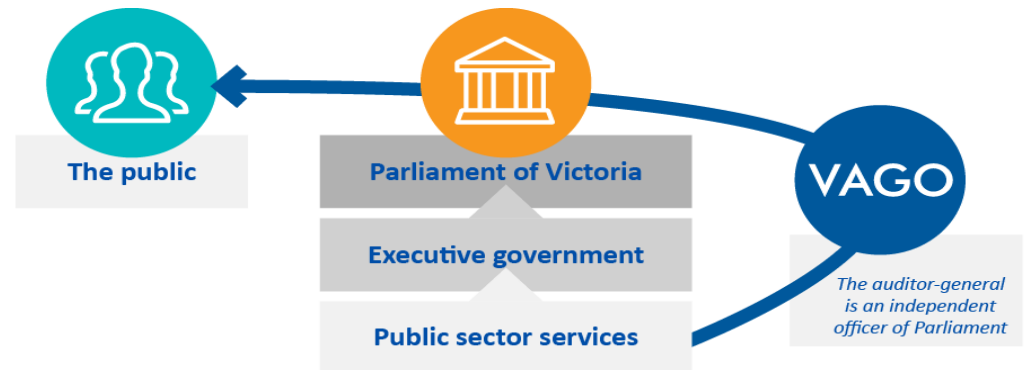 The public
Parliament of Victoria
VAGO
Executive government
The auditor-general
is an independent
officer of Parliament
Public sector services